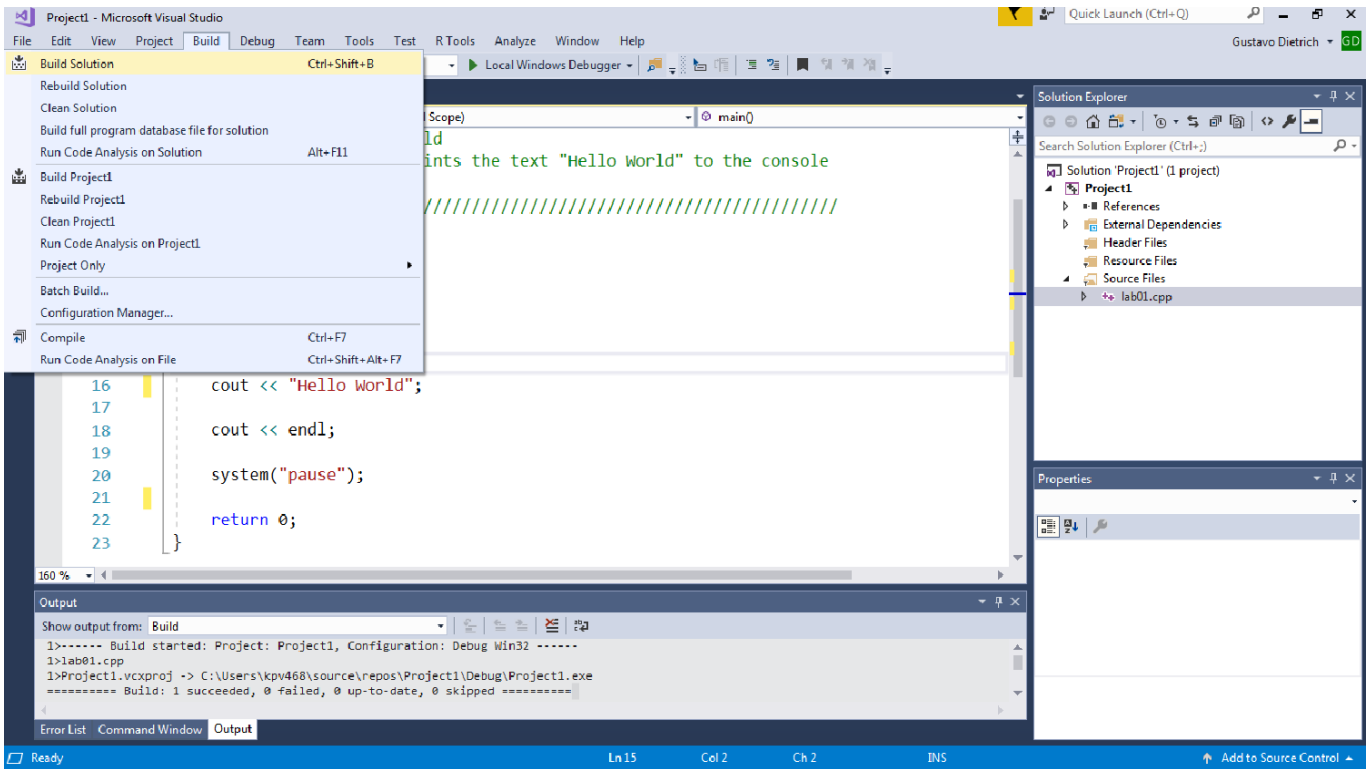 Project1 - Microsoft Visual Studio
Quick Launch (Ctrl+Q)
File Edit View Project Build Debug Team Tools Test R Tools Analyze Window Help
Gustavo Dietrich GD
Build Solution Ctrl+Shift+B
Local Windows Debugger
Rebuild Solution
Clean Solution
Build full program database file for solution
Run Code Analysis on Solution Alt+F11
Build Project1
Rebuild Project1
Clean Project1
Run Code Analysis on Project1
Project Only
Batch Build...
Configuration Manager...
Compile Ctrl+F7
Run Code Analysis on File Ctrl+Shift+Alt+F7
Scope) main()
ld
ints the text "Hello World" to the console
///////////////////////////////////////////
16 cout << "Hello World";
17
18 cout << endl;
19
20 system("pause");
21
22 return 0;
23 }
160 %
Solution Explorer
Search Solution Explorer (Ctrl+;)
Solution 'Project1' (1 project)
Project1
References
External Dependencies
Header Files
Resource Files
Source Files
lab01.cpp
Properties
Output
Show output from: Build
1>------ Build started: Project: Project1, Configuration: Debug Win32 ------
1>lab01.cpp
1>Project1.vcxproj -> C:\Users\kpv468\source\repos\Project1\Debug\Project1.exe
========== Build: 1 succeeded, 0 failed, 0 up-to-date, 0 skipped ==========
Error List Command Window Output
Ready Ln 15 Col 2 Ch 2 INS Add to Source Control